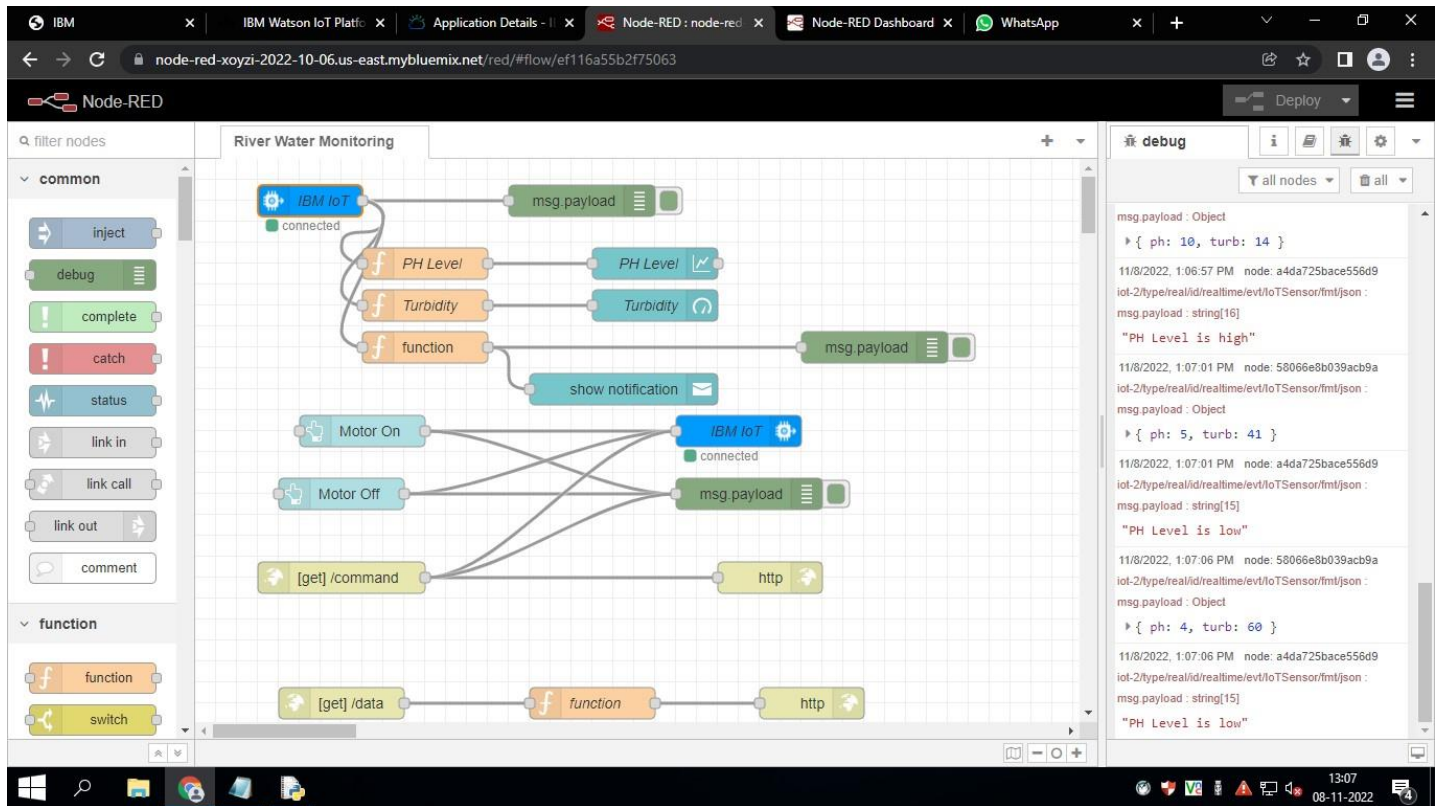 IBM
IBM Watson IoT Platfo
Application Details - I
Node-RED : node-red
Node-RED Dashboard
WhatsApp
node-red-xoyzi-2022-10-06.us-east.mybluemix.net/red/#flow/ef116a55b2f75063
Node-RED
Deploy
filter nodes
common
inject
debug
complete
catch
status
link in
link call
link out
comment
function
function
switch
River Water Monitoring
IBM IoT
connected
msg.payload
PH Level
PH Level
Turbidity
Turbidity
function
msg.payload
show notification
Motor On
IBM IoT
connected
Motor Off
msg.payload
[get] /command
http
[get] /data
function
http
debug
i
all nodes
all
msg.payload : Object
{ ph: 10, turb: 14 }
11/8/2022, 1:06:57 PM node: a4da725bace556d9
iot-2/type/real/id/realtime/evt/IoTSensor/fmt/json :
msg.payload : string[16]
"PH Level is high"
11/8/2022, 1:07:01 PM node: 58066e8b039acb9a
iot-2/type/real/id/realtime/evt/IoTSensor/fmt/json :
msg.payload : Object
{ ph: 5, turb: 41 }
11/8/2022, 1:07:01 PM node: a4da725bace556d9
iot-2/type/real/id/realtime/evt/IoTSensor/fmt/json :
msg.payload : string[15]
"PH Level is low"
11/8/2022, 1:07:06 PM node: 58066e8b039acb9a
iot-2/type/real/id/realtime/evt/IoTSensor/fmt/json :
msg.payload : Object
{ ph: 4, turb: 60 }
11/8/2022, 1:07:06 PM node: a4da725bace556d9
iot-2/type/real/id/realtime/evt/IoTSensor/fmt/json :
msg.payload : string[15]
"PH Level is low"
13:07
08-11-2022
4